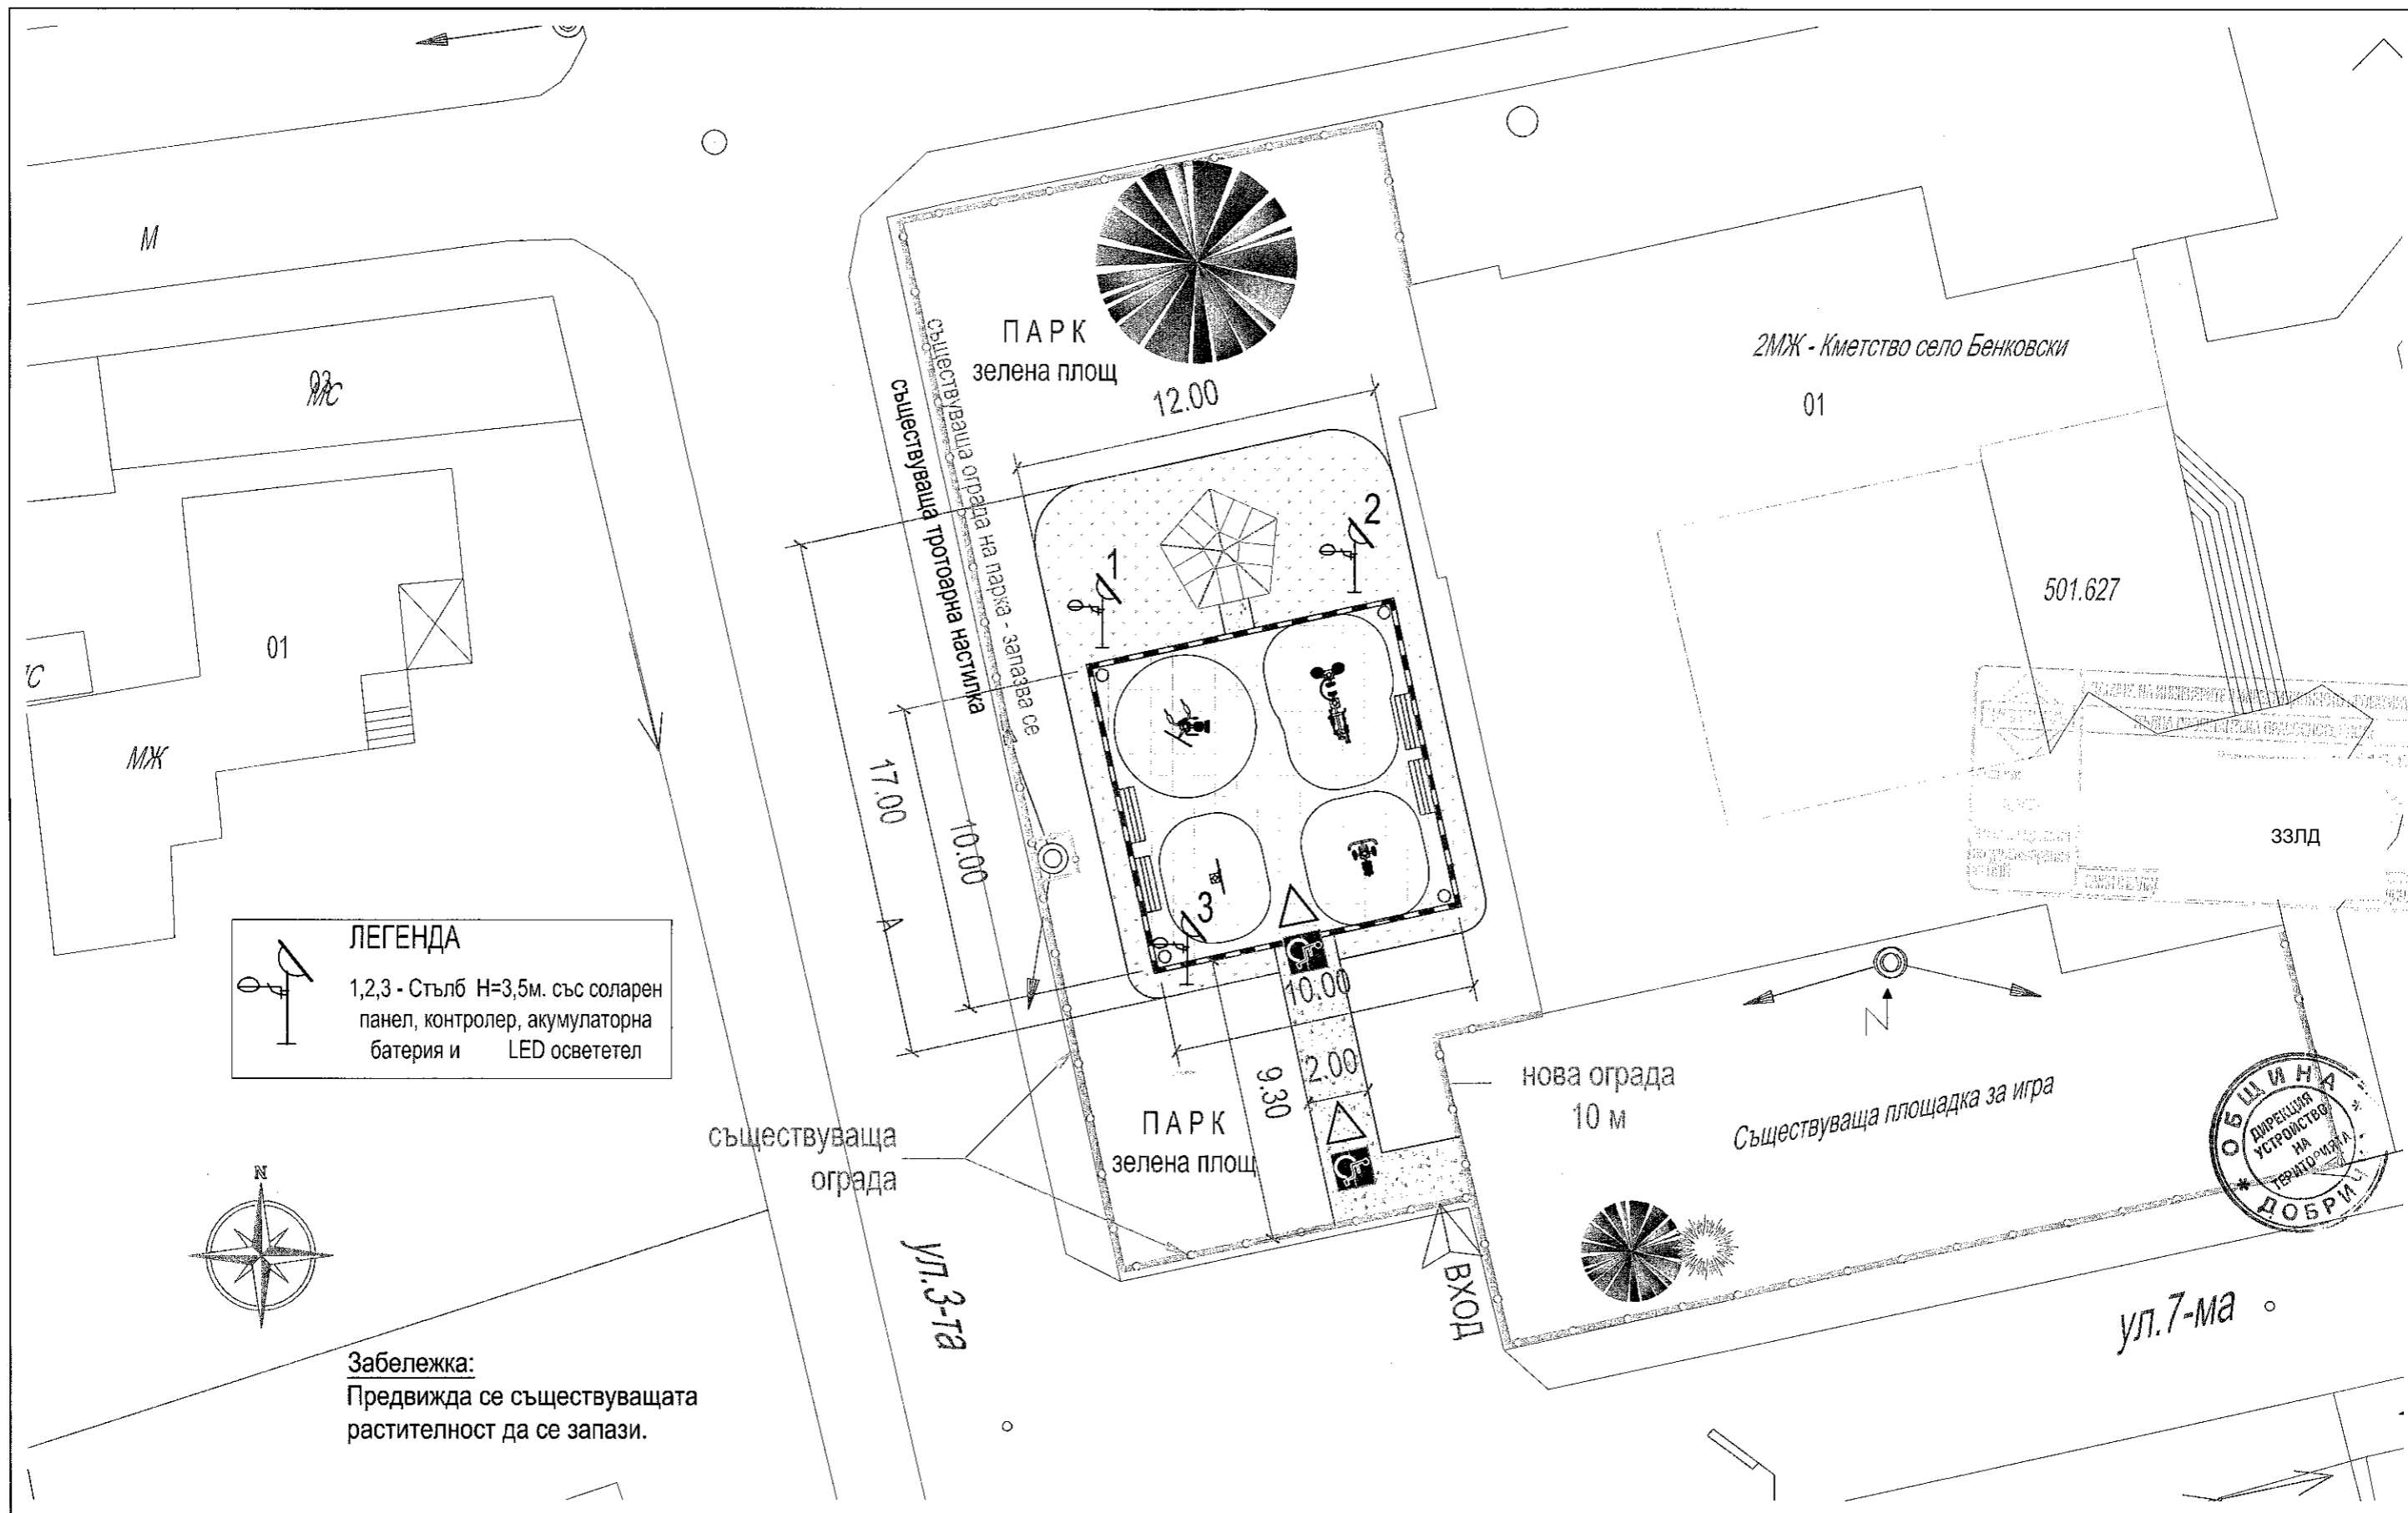 М
МС
01
МЖ
ПАРК
зелена площ
12.00
съществуваща ограда на парка - запазва се
съществуваща тротоарна настилка
2МЖ - Кметство село Бенковски
01
501.627
1
2
3
17.00
10.00
10.00
2.00
9.30
ЗЗЛД
ЛЕГЕНДА
1,2,3 - Стълб Н=3,5м. със соларен
панел, контролер, акумулаторна
батерия и LED освететел
съществуваща
ограда
ПАРК
зелена площ
нова ограда
10 м
N
Съществуваща площадка за игра
ОБЩИНА
ДОБРИЧ
ДИРЕКЦИЯ
УСТРОЙСТВО
НА
ТЕРИТОРИЯТА
ВХОД
ул.3-та
ул.7-ма
N
Забележка:
Предвижда се съществуващата
растителност да се запази.